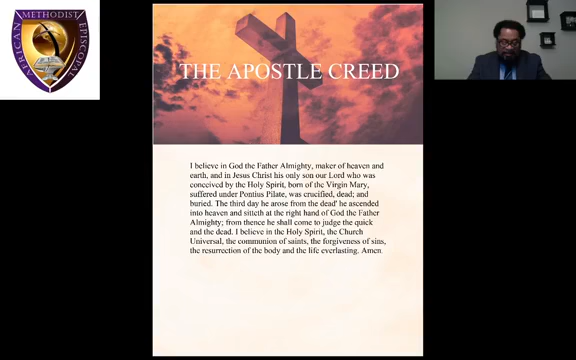 AFRICAN METHODIST EPISCOPAL
THE APOSTLE CREED
I believe in God the Father Almighty, maker of heaven and
earth, and in Jesus Christ his only son our Lord who was
conceived by the Holy Spirit, born of the Virgin Mary,
suffered under Pontius Pilate, was crucified, dead; and
buried. The third day he arose from the dead' he ascended
into heaven and sitteth at the right hand of God the Father
Almighty; from thence he shall come to judge the quick
and the dead. I believe in the Holy Spirit, the Church
Universal, the communion of saints, the forgiveness of sins,
the resurrection of the body and the life everlasting. Amen.